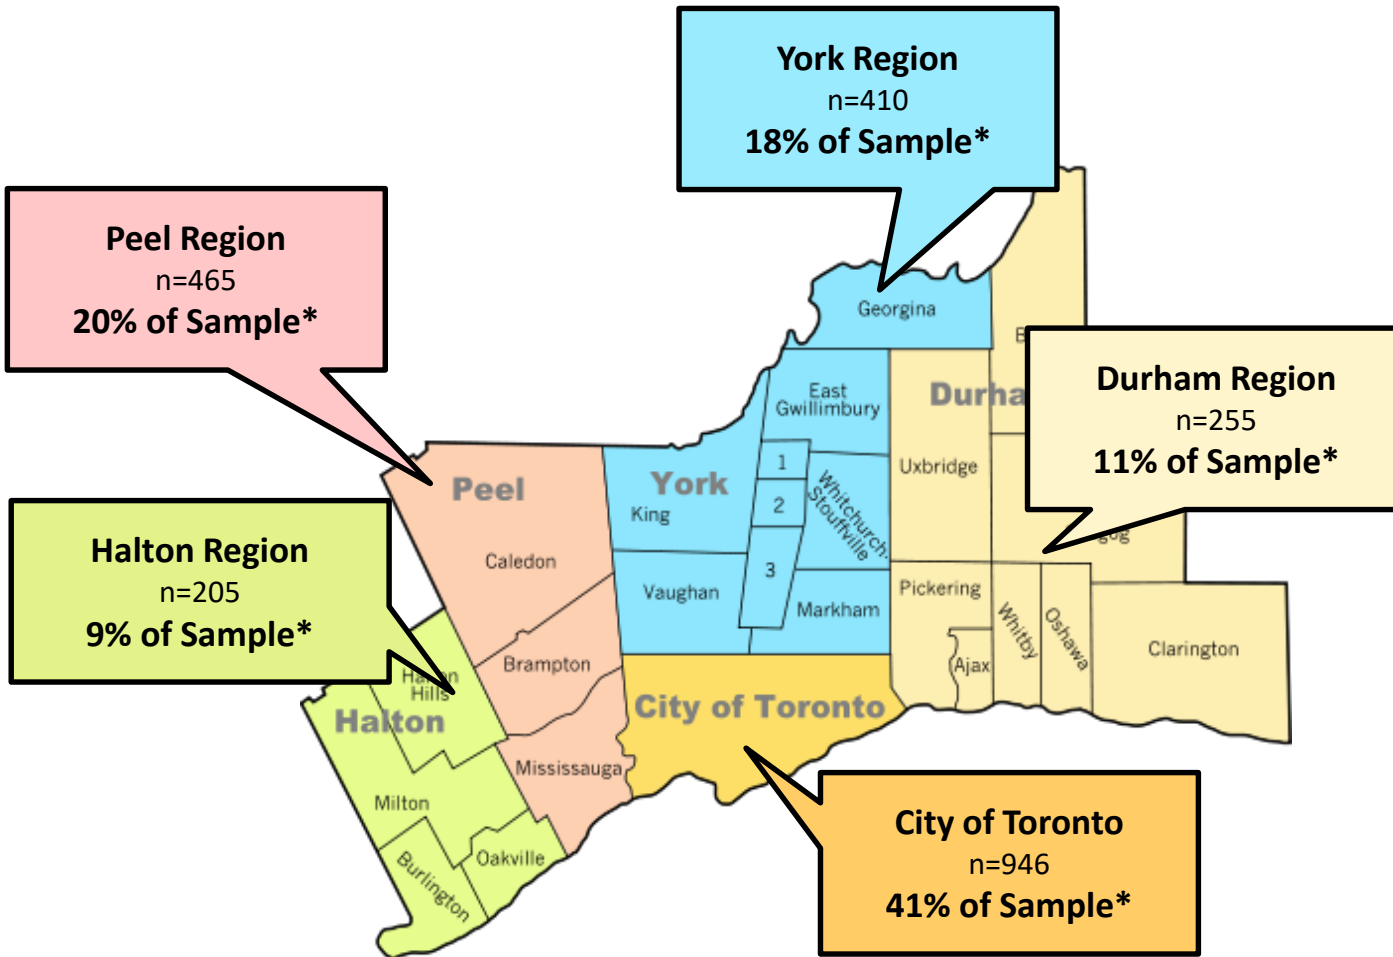 York Region
n=410
18% of Sample*
Peel Region
n=465
20% of Sample*
Georgina
Durham Region
n=255
11% of Sample*
East
Gwillimbury
Uxbridge
Peel
York
1
2
3
King
Whitchurch-
Stouffville
Halton Region
n=205
9% of Sample*
Caledon
Vaughan
Markham
Pickering
Ajax
Whitby
Oshawa
Clarington
Brampton
Hills
Halton
City of Toronto
Mississauga
Milton
Oakville
Burlington
City of Toronto
n=946
41% of Sample*